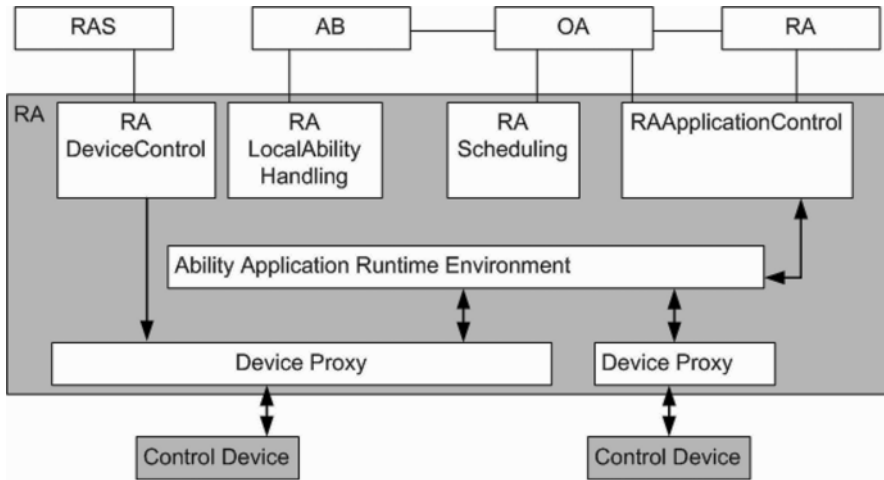 RAS
AB
OA
RA
RA
RA
DeviceControl
RA
LocalAbility
Handling
RA
Scheduling
RAApplicationControl
Ability Application Runtime Environment
Device Proxy
Device Proxy
Control Device
Control Device